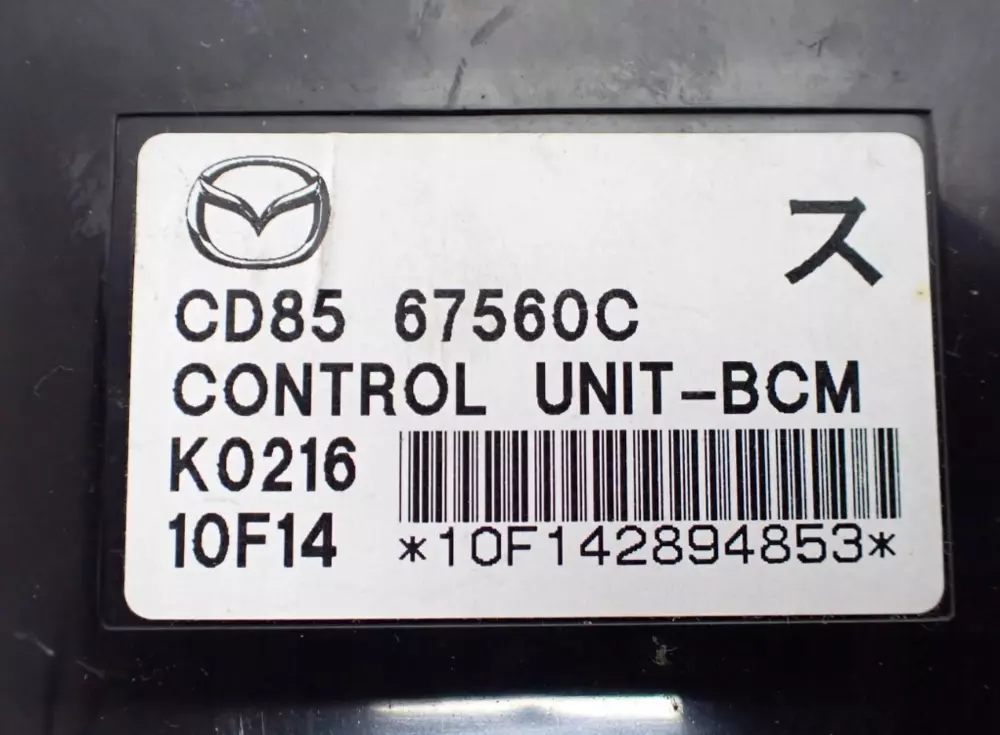 ス
CD85 67560C
CONTROL UNIT-BCM
K0216
10F14
*10F142894853*